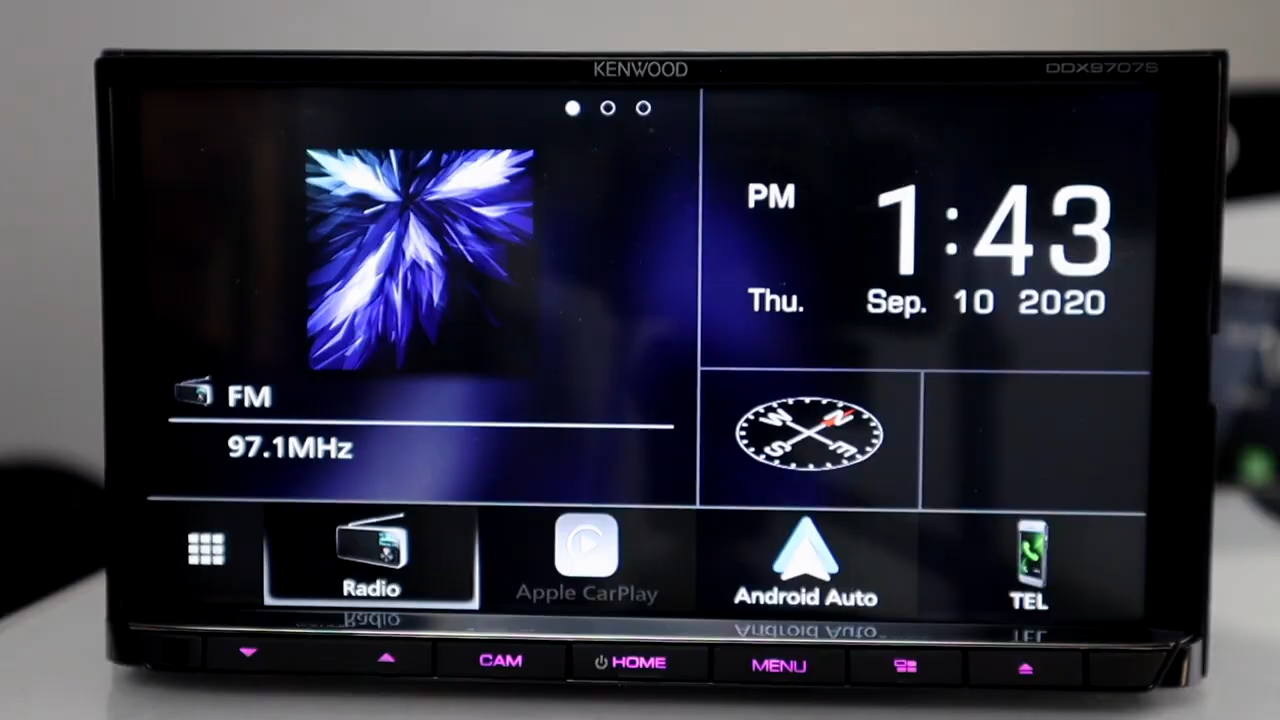 KENWOOD
DDX9707S
PM 1:43
Thu. Sep. 10 2020
FM
97.1MHz
W N
S E
Radio
Apple CarPlay
Android Auto
TEL
CAM
HOME
MENU